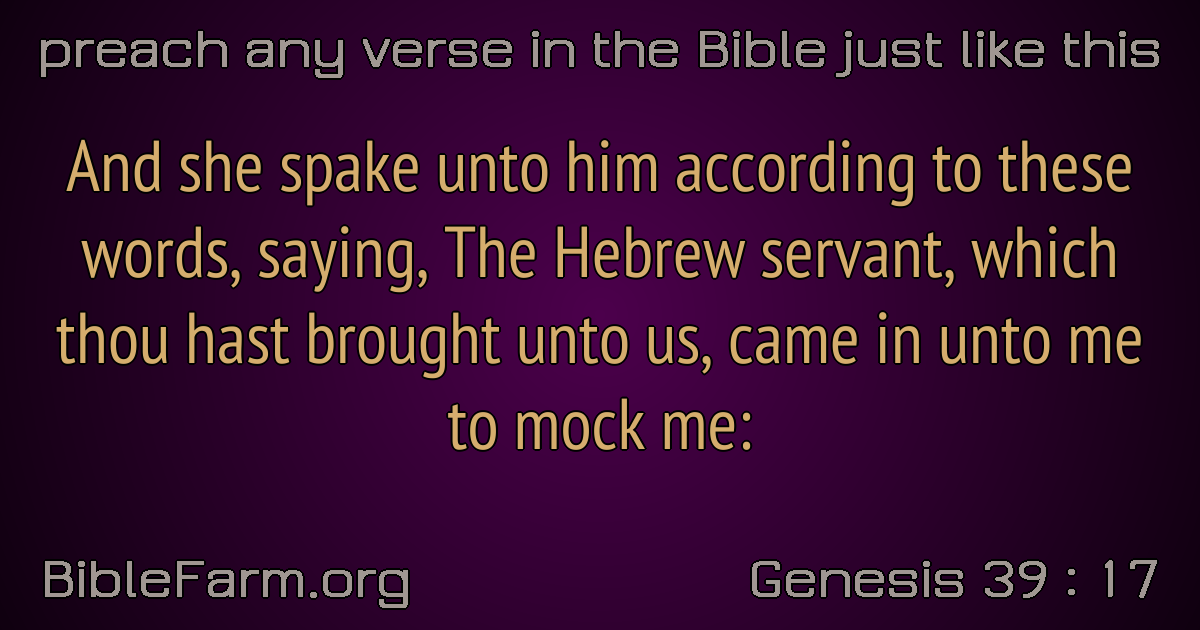 preach any verse in the Bible just like this
And she spake unto him according to these
words, saying, The Hebrew servant, which
thou hast brought unto us, came in unto me
to mock me:
BibleFarm.org
Genesis 39 : 17